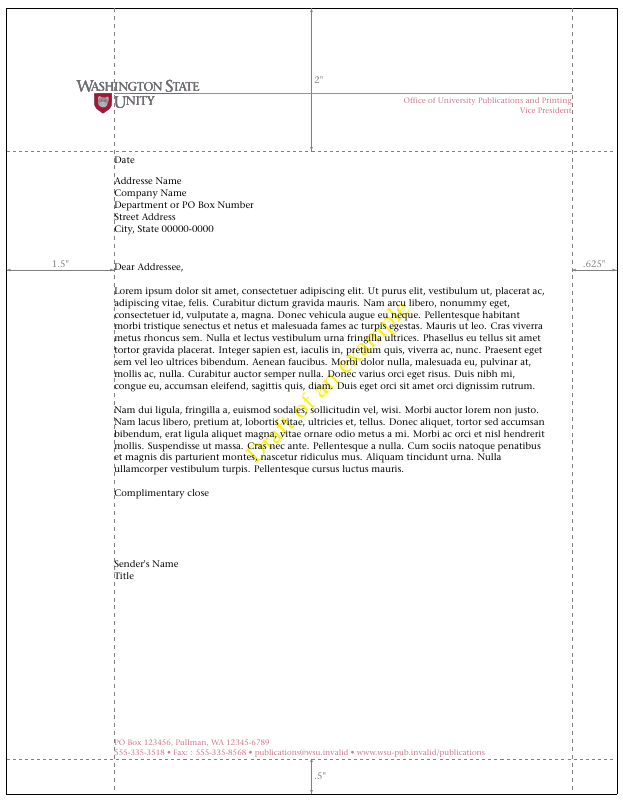 2"
WASHINGTON STATE
UNITY
Office of University Publications and Printing
Vice President
Date
Addresse Name
Company Name
Department or PO Box Number
Street Address
City, State 00000-0000
1.5"
.625"
Dear Addressee,
Lorem ipsum dolor sit amet, consectetuer adipiscing elit. Ut purus elit, vestibulum ut, placerat ac,
adipiscing vitae, felis. Curabitur dictum gravida mauris. Nam arcu libero, nonummy eget,
consectetuer id, vulputate a, magna. Donec vehicula augue eu neque. Pellentesque habitant
morbi tristique senectus et netus et malesuada fames ac turpis egestas. Mauris ut leo. Cras viverra
metus rhoncus sem. Nulla et lectus vestibulum urna fringilla ultrices. Phasellus eu tellus sit amet
tortor gravida placerat. Integer sapien est, iaculis in, pretium quis, viverra ac, nunc. Praesent eget
sem vel leo ultrices bibendum. Aenean faucibus. Morbi dolor nulla, malesuada eu, pulvinar at,
mollis ac, nulla. Curabitur auctor semper nulla. Donec varius orci eget risus. Duis nibh mi,
congue eu, accumsan eleifend, sagittis quis, diam. Duis eget orci sit amet orci dignissim rutrum.
Nam dui ligula, fringilla a, euismod sodales, sollicitudin vel, wisi. Morbi auctor lorem non justo.
Nam lacus libero, pretium at, lobortis vitae, ultricies et, tellus. Donec aliquet, tortor sed accumsan
bibendum, erat ligula aliquet magna, vitae ornare odio metus a mi. Morbi ac orci et nisl hendrerit
mollis. Suspendisse ut massa. Cras nec ante. Pellentesque a nulla. Cum sociis natoque penatibus
et magnis dis parturient montes, nascetur ridiculus mus. Aliquam tincidunt urna. Nulla
ullamcorper vestibulum turpis. Pellentesque cursus luctus mauris.
Draft of an example
Complimentary close
Sender's Name
Title
PO Box 123456, Pullman, WA 12345-6789
555-335-3518 • Fax: : 555-335-8568 • publications@wsu.invalid • www.wsu-pub.invalid/publications
.5"